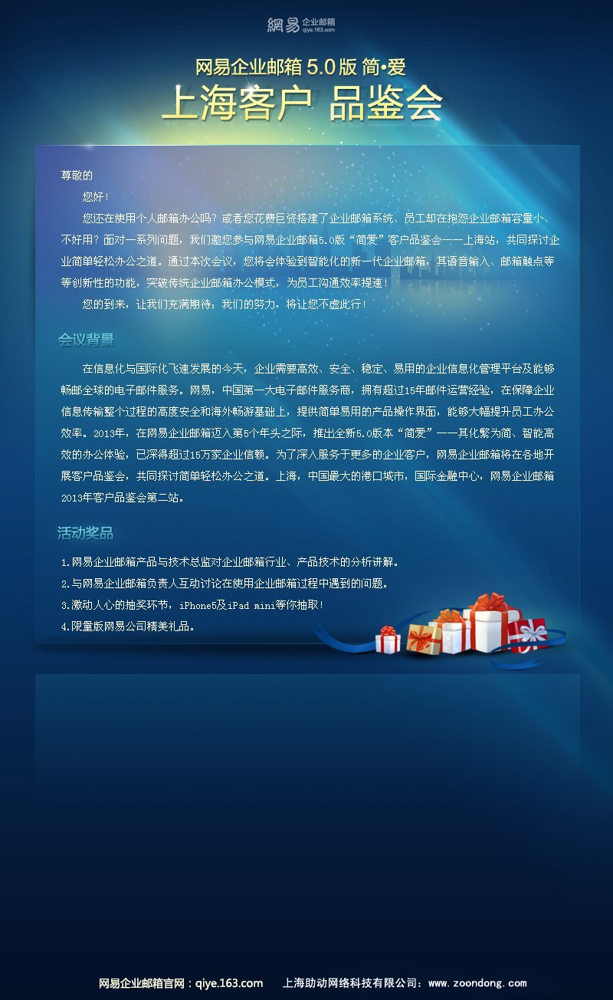 網易 企业邮箱
qiye.163.com
网易企业邮箱 5.0版 简•爱
上海客户 品鉴会
尊敬的
您好！
您还在使用个人邮箱办公吗？或者您花费巨资搭建了企业邮箱系统、员工却在抱怨企业邮箱容量小、
不好用？面对一系列问题，我们邀您参与网易企业邮箱5.0版“简爱”客户品鉴会——上海站，共同探讨企
业简单轻松办公之道。通过本次会议，您将会体验到智能化的新一代企业邮箱，其语音输入、邮箱触点等
等创新性的功能，突破传统企业邮箱办公模式，为员工沟通效率提速！
您的到来，让我们充满期待；我们的努力，将让您不虚此行！
会议背景
在信息化与国际化飞速发展的今天，企业需要高效、安全、稳定、易用的企业信息化管理平台及能够
畅邮全球的电子邮件服务。网易，中国第一大电子邮件服务商，拥有超过15年邮件运营经验，在保障企业
信息传输整个过程的高度安全和海外畅游基础上，提供简单易用的产品操作界面，能够大幅提升员工办公
效率。2013年，在网易企业邮箱迈入第5个年头之际，推出全新5.0版本“简爱”——其化繁为简、智能高
效的办公体验，已深得超过15万家企业信赖。为了深入服务于更多的企业客户，网易企业邮箱将在各地开
展客户品鉴会，共同探讨简单轻松办公之道。上海，中国最大的港口城市，国际金融中心，网易企业邮箱
2013年客户品鉴会第二站。
活动奖品
1.网易企业邮箱产品与技术总监对企业邮箱行业、产品技术的分析讲解。
2.与网易企业邮箱负责人互动讨论在使用企业邮箱过程中遇到的问题。
3.激动人心的抽奖环节，iPhone5及iPad mini等你抽取！
4.限量版网易公司精美礼品。
网易企业邮箱官网：qiye.163.com 上海助动网络科技有限公司：www.zoondong.com